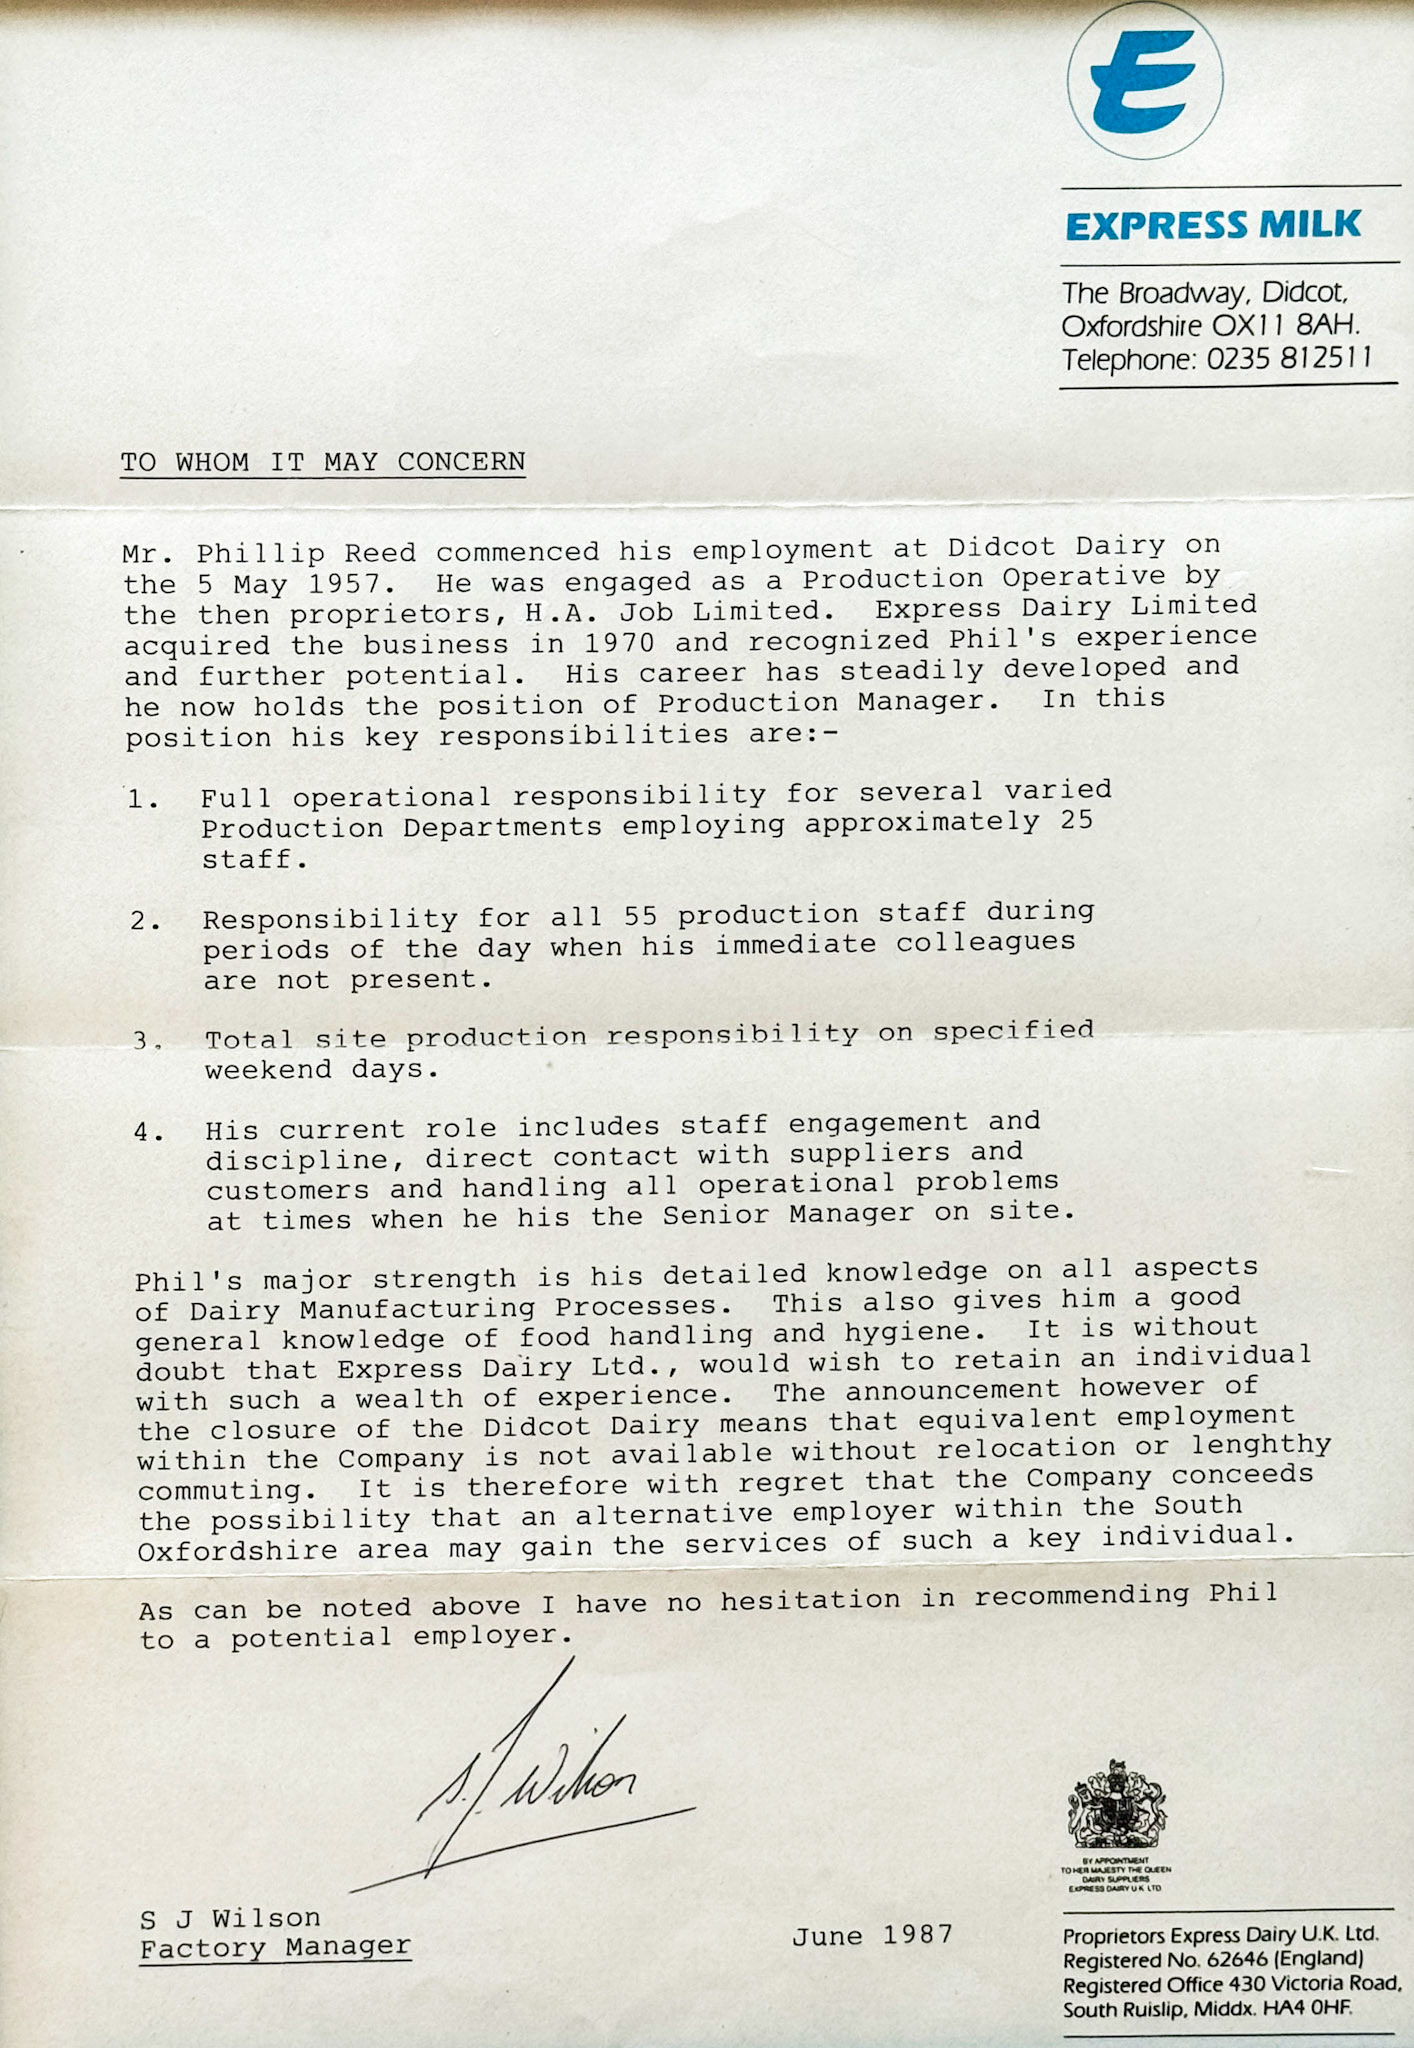 E
EXPRESS MILK
The Broadway, Didcot,
Oxfordshire OX11 8AH.
Telephone: 0235 812511
TO WHOM IT MAY CONCERN
Mr. Phillip Reed commenced his employment at Didcot Dairy on
the 5 May 1957. He was engaged as a Production Operative by
the then proprietors, H.A. Job Limited. Express Dairy Limited
acquired the business in 1970 and recognized Phil's experience
and further potential. His career has steadily developed and
he now holds the position of Production Manager. In this
position his key responsibilities are:-
1. Full operational responsibility for several varied
Production Departments employing approximately 25
staff.
2. Responsibility for all 55 production staff during
periods of the day when his immediate colleagues
are not present.
3. Total site production responsibility on specified
weekend days.
4. His current role includes staff engagement and
discipline, direct contact with suppliers and
customers and handling all operational problems
at times when he his the Senior Manager on site.
Phil's major strength is his detailed knowledge on all aspects
of Dairy Manufacturing Processes. This also gives him a good
general knowledge of food handling and hygiene. It is without
doubt that Express Dairy Ltd., would wish to retain an individual
with such a wealth of experience. The announcement however of
the closure of the Didcot Dairy means that equivalent employment
within the Company is not available without relocation or lenghthy
commuting. It is therefore with regret that the Company conceeds
the possibility that an alternative employer within the South
Oxfordshire area may gain the services of such a key individual.
As can be noted above I have no hesitation in recommending Phil
to a potential employer.
S.J. Wilson
S J Wilson
Factory Manager
June 1987
BY APPOINTMENT
TO HER MAJESTY THE QUEEN
DAIRY SUPPLIERS
EXPRESS DAIRY U.K. LTD
Proprietors Express Dairy U.K. Ltd.
Registered No. 62646 (England)
Registered Office 430 Victoria Road,
South Ruislip, Middx. HA4 0HF.